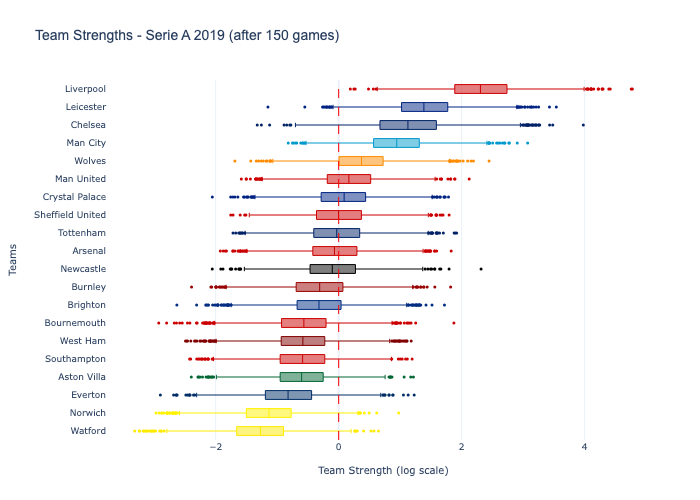 Team Strengths - Serie A 2019 (after 150 games)
Liverpool
Leicester
Chelsea
Man City
Wolves
Man United
Crystal Palace
Sheffield United
Tottenham
Arsenal
Newcastle
Burnley
Brighton
Bournemouth
West Ham
Southampton
Aston Villa
Everton
Norwich
Watford
Teams
−2 0 2 4
Team Strength (log scale)